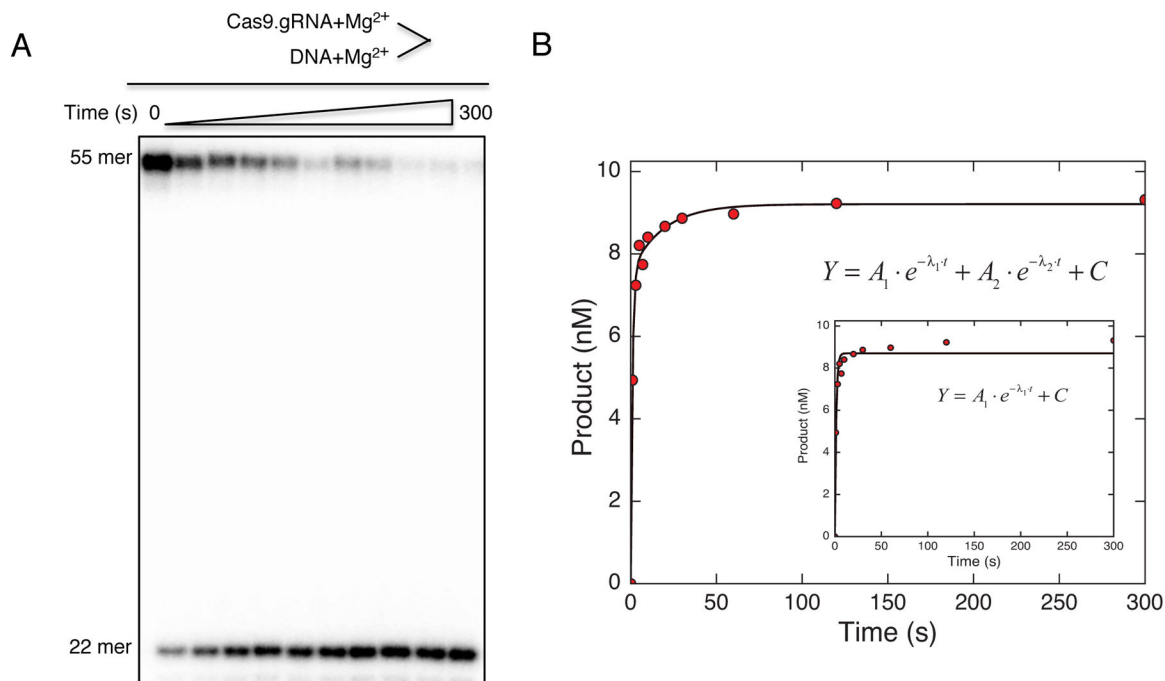 A
Cas9.gRNA+Mg²⁺
DNA+Mg²⁺
Time (s) 0 300
55 mer
22 mer
B
10
8
6
4
2
0
Product (nM)
0 50 100 150 200 250 300
Time (s)
Y = A₁ · e^(-λ₁·t) + A₂ · e^(-λ₂·t) + C
10
8
6
4
2
0
Product (nM)
0 50 100 150 200 250 300
Time (s)
Y = A₁ · e^(-λ₁·t) + C